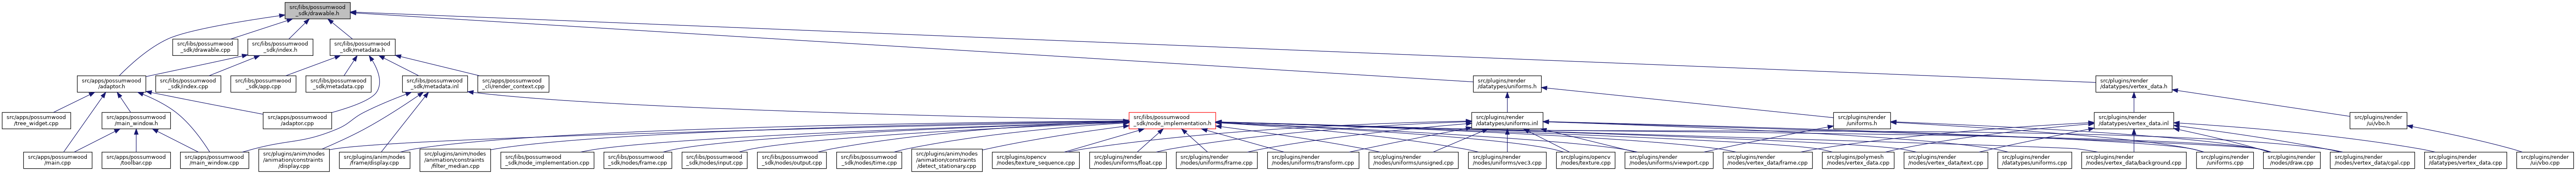 src/libs/possumwood
_sdk/drawable.h
src/libs/possumwood
_sdk/drawable.cpp
src/libs/possumwood
_sdk/index.h
src/libs/possumwood
_sdk/metadata.h
src/apps/possumwood
/adaptor.h
src/libs/possumwood
_sdk/index.cpp
src/libs/possumwood
_sdk/app.cpp
src/libs/possumwood
_sdk/metadata.cpp
src/libs/possumwood
_sdk/metadata.inl
src/apps/possumwood
_cli/render_context.cpp
src/plugins/render
/datatypes/uniforms.h
src/plugins/render
/datatypes/vertex_data.h
src/apps/possumwood
/tree_widget.cpp
src/apps/possumwood
/main_window.h
src/apps/possumwood
/adaptor.cpp
src/libs/possumwood
_sdk/node_implementation.h
src/plugins/render
/datatypes/uniforms.inl
src/plugins/render
/uniforms.h
src/plugins/render
/datatypes/vertex_data.inl
src/plugins/render
/ui/vbo.h
src/apps/possumwood
/main.cpp
src/apps/possumwood
/toolbar.cpp
src/apps/possumwood
/main_window.cpp
src/plugins/anim/nodes
/animation/constraints
/display.cpp
src/plugins/anim/nodes
/frame/display.cpp
src/plugins/anim/nodes
/animation/constraints
/filter_median.cpp
src/libs/possumwood
_sdk/node_implementation.cpp
src/libs/possumwood
_sdk/nodes/frame.cpp
src/libs/possumwood
_sdk/nodes/input.cpp
src/libs/possumwood
_sdk/nodes/output.cpp
src/libs/possumwood
_sdk/nodes/time.cpp
src/plugins/anim/nodes
/animation/constraints
/detect_stationary.cpp
src/plugins/opencv
/nodes/texture_sequence.cpp
src/plugins/render
/nodes/uniforms/float.cpp
src/plugins/render
/nodes/uniforms/frame.cpp
src/plugins/render
/nodes/uniforms/transform.cpp
src/plugins/render
/nodes/uniforms/unsigned.cpp
src/plugins/render
/nodes/uniforms/vec3.cpp
src/plugins/opencv
/nodes/texture.cpp
src/plugins/render
/nodes/uniforms/viewport.cpp
src/plugins/render
/nodes/vertex_data/frame.cpp
src/plugins/polymesh
/nodes/vertex_data.cpp
src/plugins/render
/nodes/vertex_data/text.cpp
src/plugins/render
/datatypes/uniforms.cpp
src/plugins/render
/nodes/vertex_data/background.cpp
src/plugins/render
/uniforms.cpp
src/plugins/render
/nodes/draw.cpp
src/plugins/render
/nodes/vertex_data/cgal.cpp
src/plugins/render
/datatypes/vertex_data.cpp
src/plugins/render
/ui/vbo.cpp